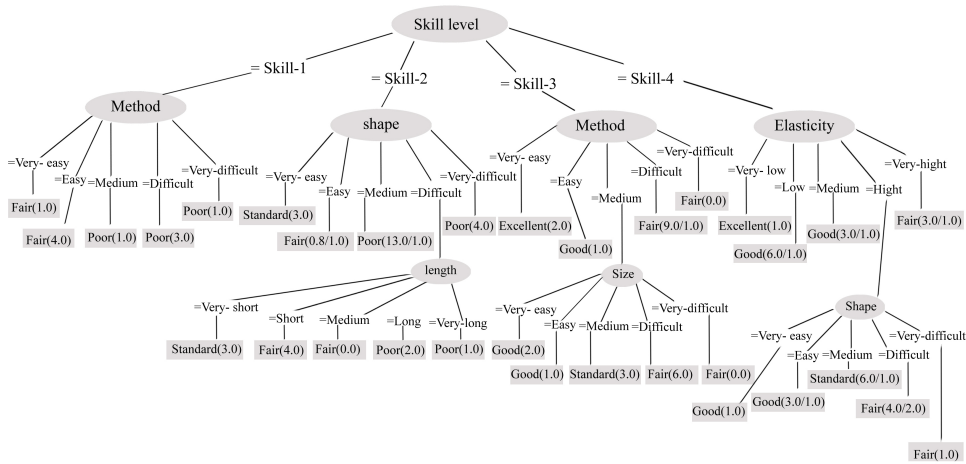 Skill level
= Skill-1
= Skill-2
= Skill-3
= Skill-4
Method
shape
Method
Elasticity
=Very- easy
=Easy
=Medium
=Difficult
=Very-difficult
Fair(1.0)
Fair(4.0)
Poor(1.0)
Poor(3.0)
Poor(1.0)
=Very- easy
=Easy
=Medium
=Difficult
=Very-difficult
Standard(3.0)
Fair(0.8/1.0)
Poor(13.0/1.0)
Poor(4.0)
=Very- easy
=Easy
=Medium
=Difficult
=Very-difficult
Excellent(2.0)
Good(1.0)
Fair(9.0/1.0)
Fair(0.0)
=Very- low
=Low
=Medium
=Hight
=Very-hight
Excellent(1.0)
Good(6.0/1.0)
Good(3.0/1.0)
Fair(3.0/1.0)
length
=Very- short
=Short
=Medium
=Long
=Very-long
Standard(3.0)
Fair(4.0)
Fair(0.0)
Poor(2.0)
Poor(1.0)
Size
=Very- easy
=Easy
=Medium
=Difficult
=Very-difficult
Good(2.0)
Good(1.0)
Standard(3.0)
Fair(6.0)
Fair(0.0)
Shape
=Very- easy
=Easy
=Medium
=Difficult
=Very-difficult
Good(1.0)
Good(3.0/1.0)
Standard(6.0/1.0)
Fair(4.0/2.0)
Fair(1.0)